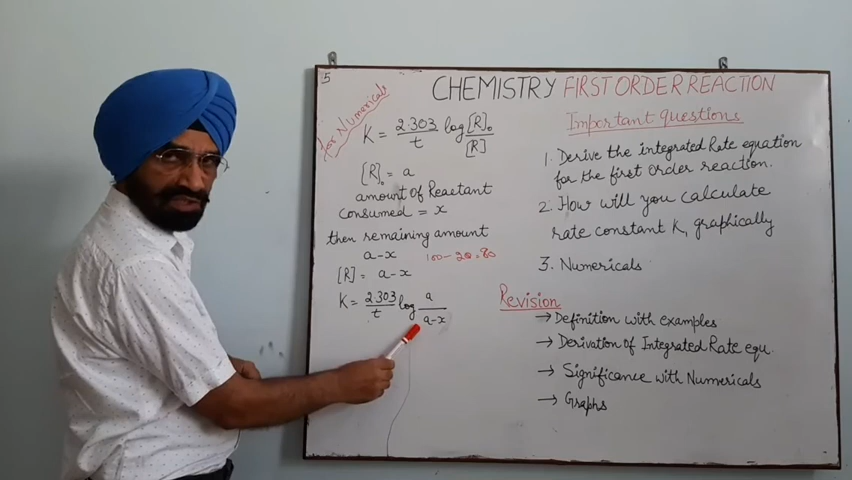 5
CHEMISTRY FIRST ORDER REACTION
for Numericals
K = 2.303/t log [R]₀/[R]
[R]₀ = a
amount of Reactant
consumed = x
then remaining amount
a-x 100-20=80
[R] = a-x
K = 2.303/t log a/a-x
Important Questions
1. Derive the integrated Rate equation
for the first order reaction.
2. How will you calculate
rate constant K, graphically
3. Numericals
Revision
→ Definition with examples
→ Derivation of Integrated Rate equ.
→ Significance with Numericals
→ Graphs